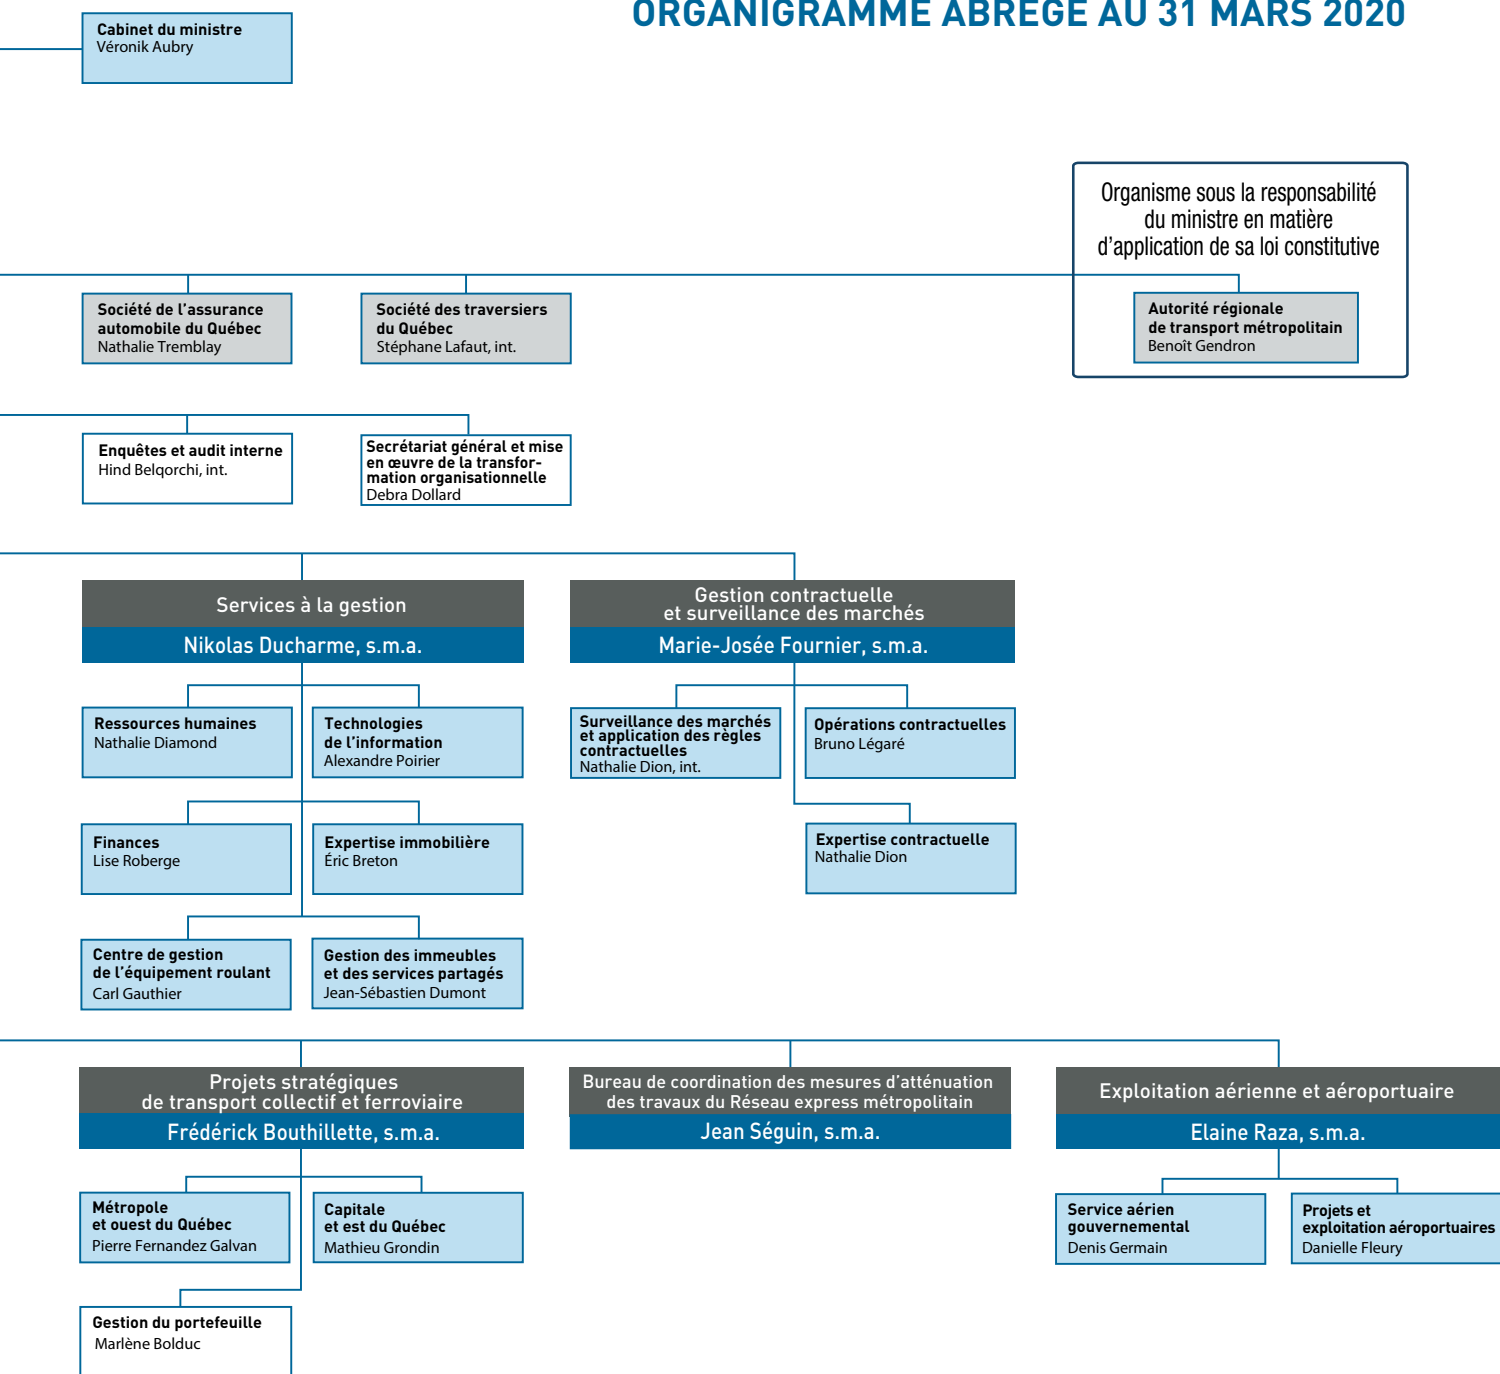 ORGANIGRAMME ABRÉGÉ AU 31 MARS 2020
Cabinet du ministre
Véronik Aubry
Organisme sous la responsabilité
du ministre en matière
d’application de sa loi constitutive
Société de l’assurance
automobile du Québec
Nathalie Tremblay
Société des traversiers
du Québec
Stéphane Lafaut, int.
Autorité régionale
de transport métropolitain
Benoît Gendron
Enquêtes et audit interne
Hind Belqorchi, int.
Secrétariat général et mise
en œuvre de la transfor-
mation organisationnelle
Debra Dollard
Services à la gestion
Nikolas Ducharme, s.m.a.
Gestion contractuelle
et surveillance des marchés
Marie-Josée Fournier, s.m.a.
Ressources humaines
Nathalie Diamond
Technologies
de l’information
Alexandre Poirier
Surveillance des marchés
et application des règles
contractuelles
Nathalie Dion, int.
Opérations contractuelles
Bruno Légaré
Finances
Lise Roberge
Expertise immobilière
Éric Breton
Expertise contractuelle
Nathalie Dion
Centre de gestion
de l’équipement roulant
Carl Gauthier
Gestion des immeubles
et des services partagés
Jean-Sébastien Dumont
Projets stratégiques
de transport collectif et ferroviaire
Frédérick Bouthillette, s.m.a.
Bureau de coordination des mesures d’atténuation
des travaux du Réseau express métropolitain
Jean Séguin, s.m.a.
Exploitation aérienne et aéroportuaire
Elaine Raza, s.m.a.
Métropole
et ouest du Québec
Pierre Fernandez Galvan
Capitale
et est du Québec
Mathieu Grondin
Service aérien
gouvernemental
Denis Germain
Projets et
exploitation aéroportuaires
Danielle Fleury
Gestion du portefeuille
Marlène Bolduc